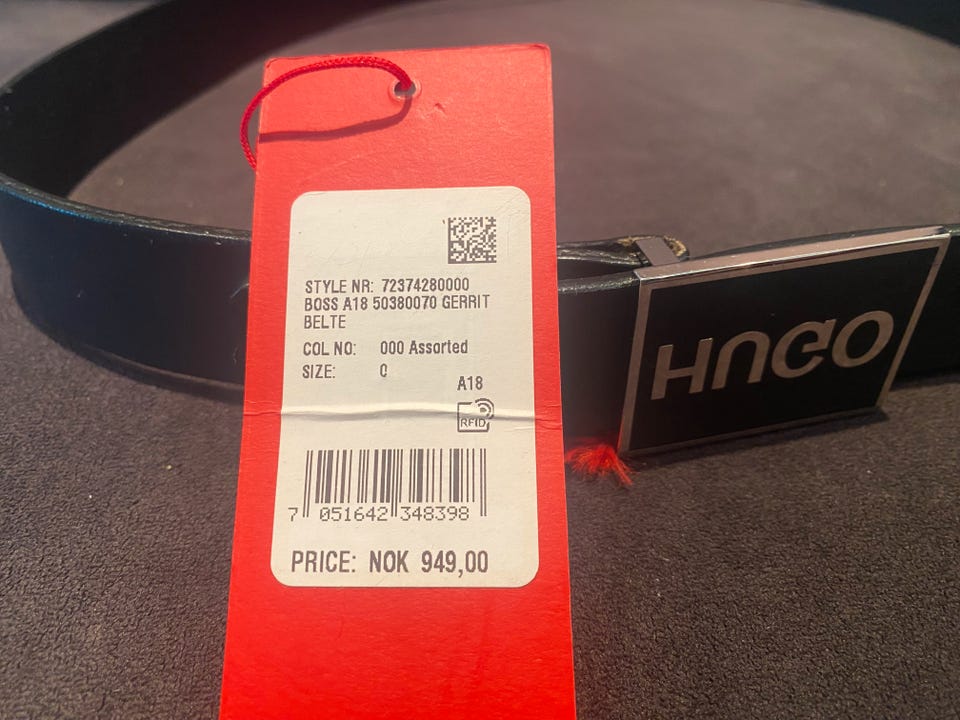 STYLE NR: 72374280000
BOSS A18 50380070 GERRIT
BELTE
COL NO: 000 Assorted
SIZE: 0
A18
RFID
7 051642 348398
PRICE: NOK 949,00
HUGO